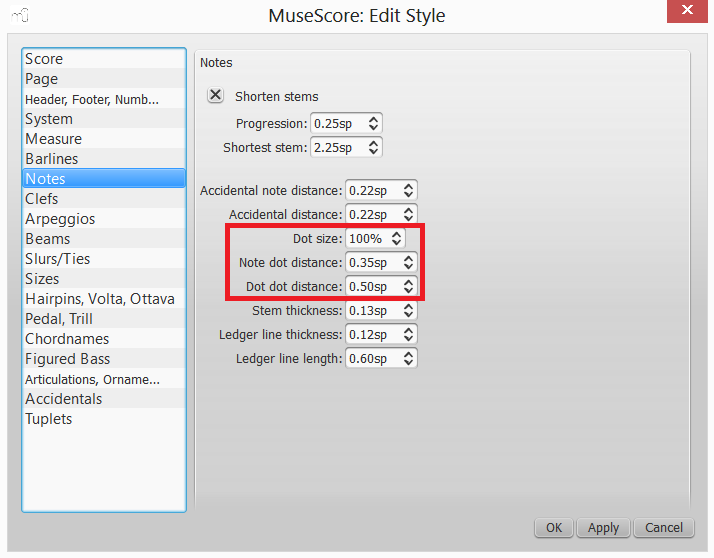 MuseScore: Edit Style
Score
Page
Header, Footer, Numb...
System
Measure
Barlines
Notes
Clefs
Arpeggios
Beams
Slurs/Ties
Sizes
Hairpins, Volta, Ottava
Pedal, Trill
Chordnames
Figured Bass
Articulations, Orname...
Accidentals
Tuplets
Notes
Shorten stems
Progression: 0.25sp
Shortest stem: 2.25sp
Accidental note distance: 0.22sp
Accidental distance: 0.22sp
Dot size: 100%
Note dot distance: 0.35sp
Dot dot distance: 0.50sp
Stem thickness: 0.13sp
Ledger line thickness: 0.12sp
Ledger line length: 0.60sp
OK Apply Cancel